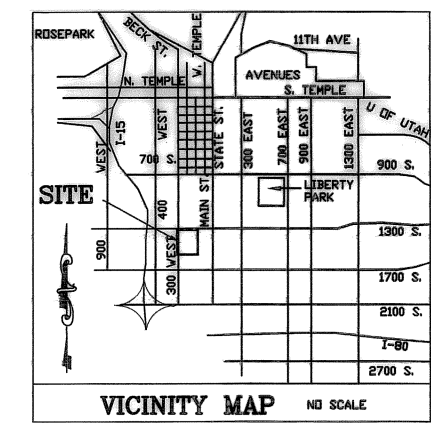 ROSEPARK
BECK ST.
W. TEMPLE
11TH AVE
N. TEMPLE
AVENUES
S. TEMPLE
U OF UTAH
I-15
WEST
WEST
700 S.
STATE ST.
300 EAST
700 EAST
900 EAST
1300 EAST
900 S.
SITE
400
MAIN ST.
LIBERTY
PARK
900
300 WEST
1300 S.
1700 S.
2100 S.
I-80
2700 S.
VICINITY MAP NO SCALE